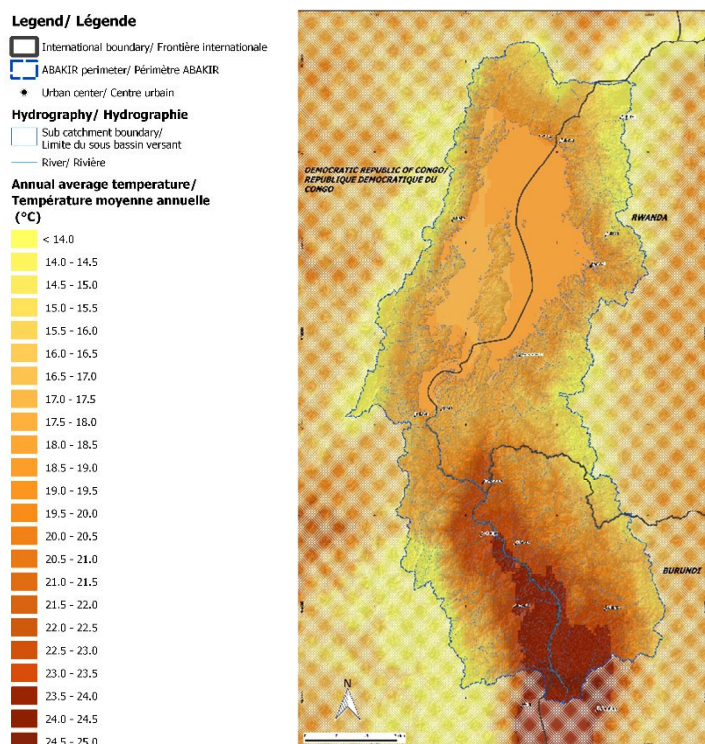 Legend/ Légende
International boundary/ Frontière internationale
ABAKIR perimeter/ Périmètre ABAKIR
Urban center/ Centre urbain
Hydrography/ Hydrographie
Sub catchment boundary/
Limite du sous bassin versant
River/ Rivière
Annual average temperature/
Température moyenne annuelle
(°C)
< 14.0
14.0 - 14.5
14.5 - 15.0
15.0 - 15.5
15.5 - 16.0
16.0 - 16.5
16.5 - 17.0
17.0 - 17.5
17.5 - 18.0
18.0 - 18.5
18.5 - 19.0
19.0 - 19.5
19.5 - 20.0
20.0 - 20.5
20.5 - 21.0
21.0 - 21.5
21.5 - 22.0
22.0 - 22.5
22.5 - 23.0
23.0 - 23.5
23.5 - 24.0
24.0 - 24.5
24.5 - 25.0
DEMOCRATIC REPUBLIC OF CONGO/
REPUBLIQUE DEMOCRATIQUE DU
CONGO
RWANDA
BURUNDI
N